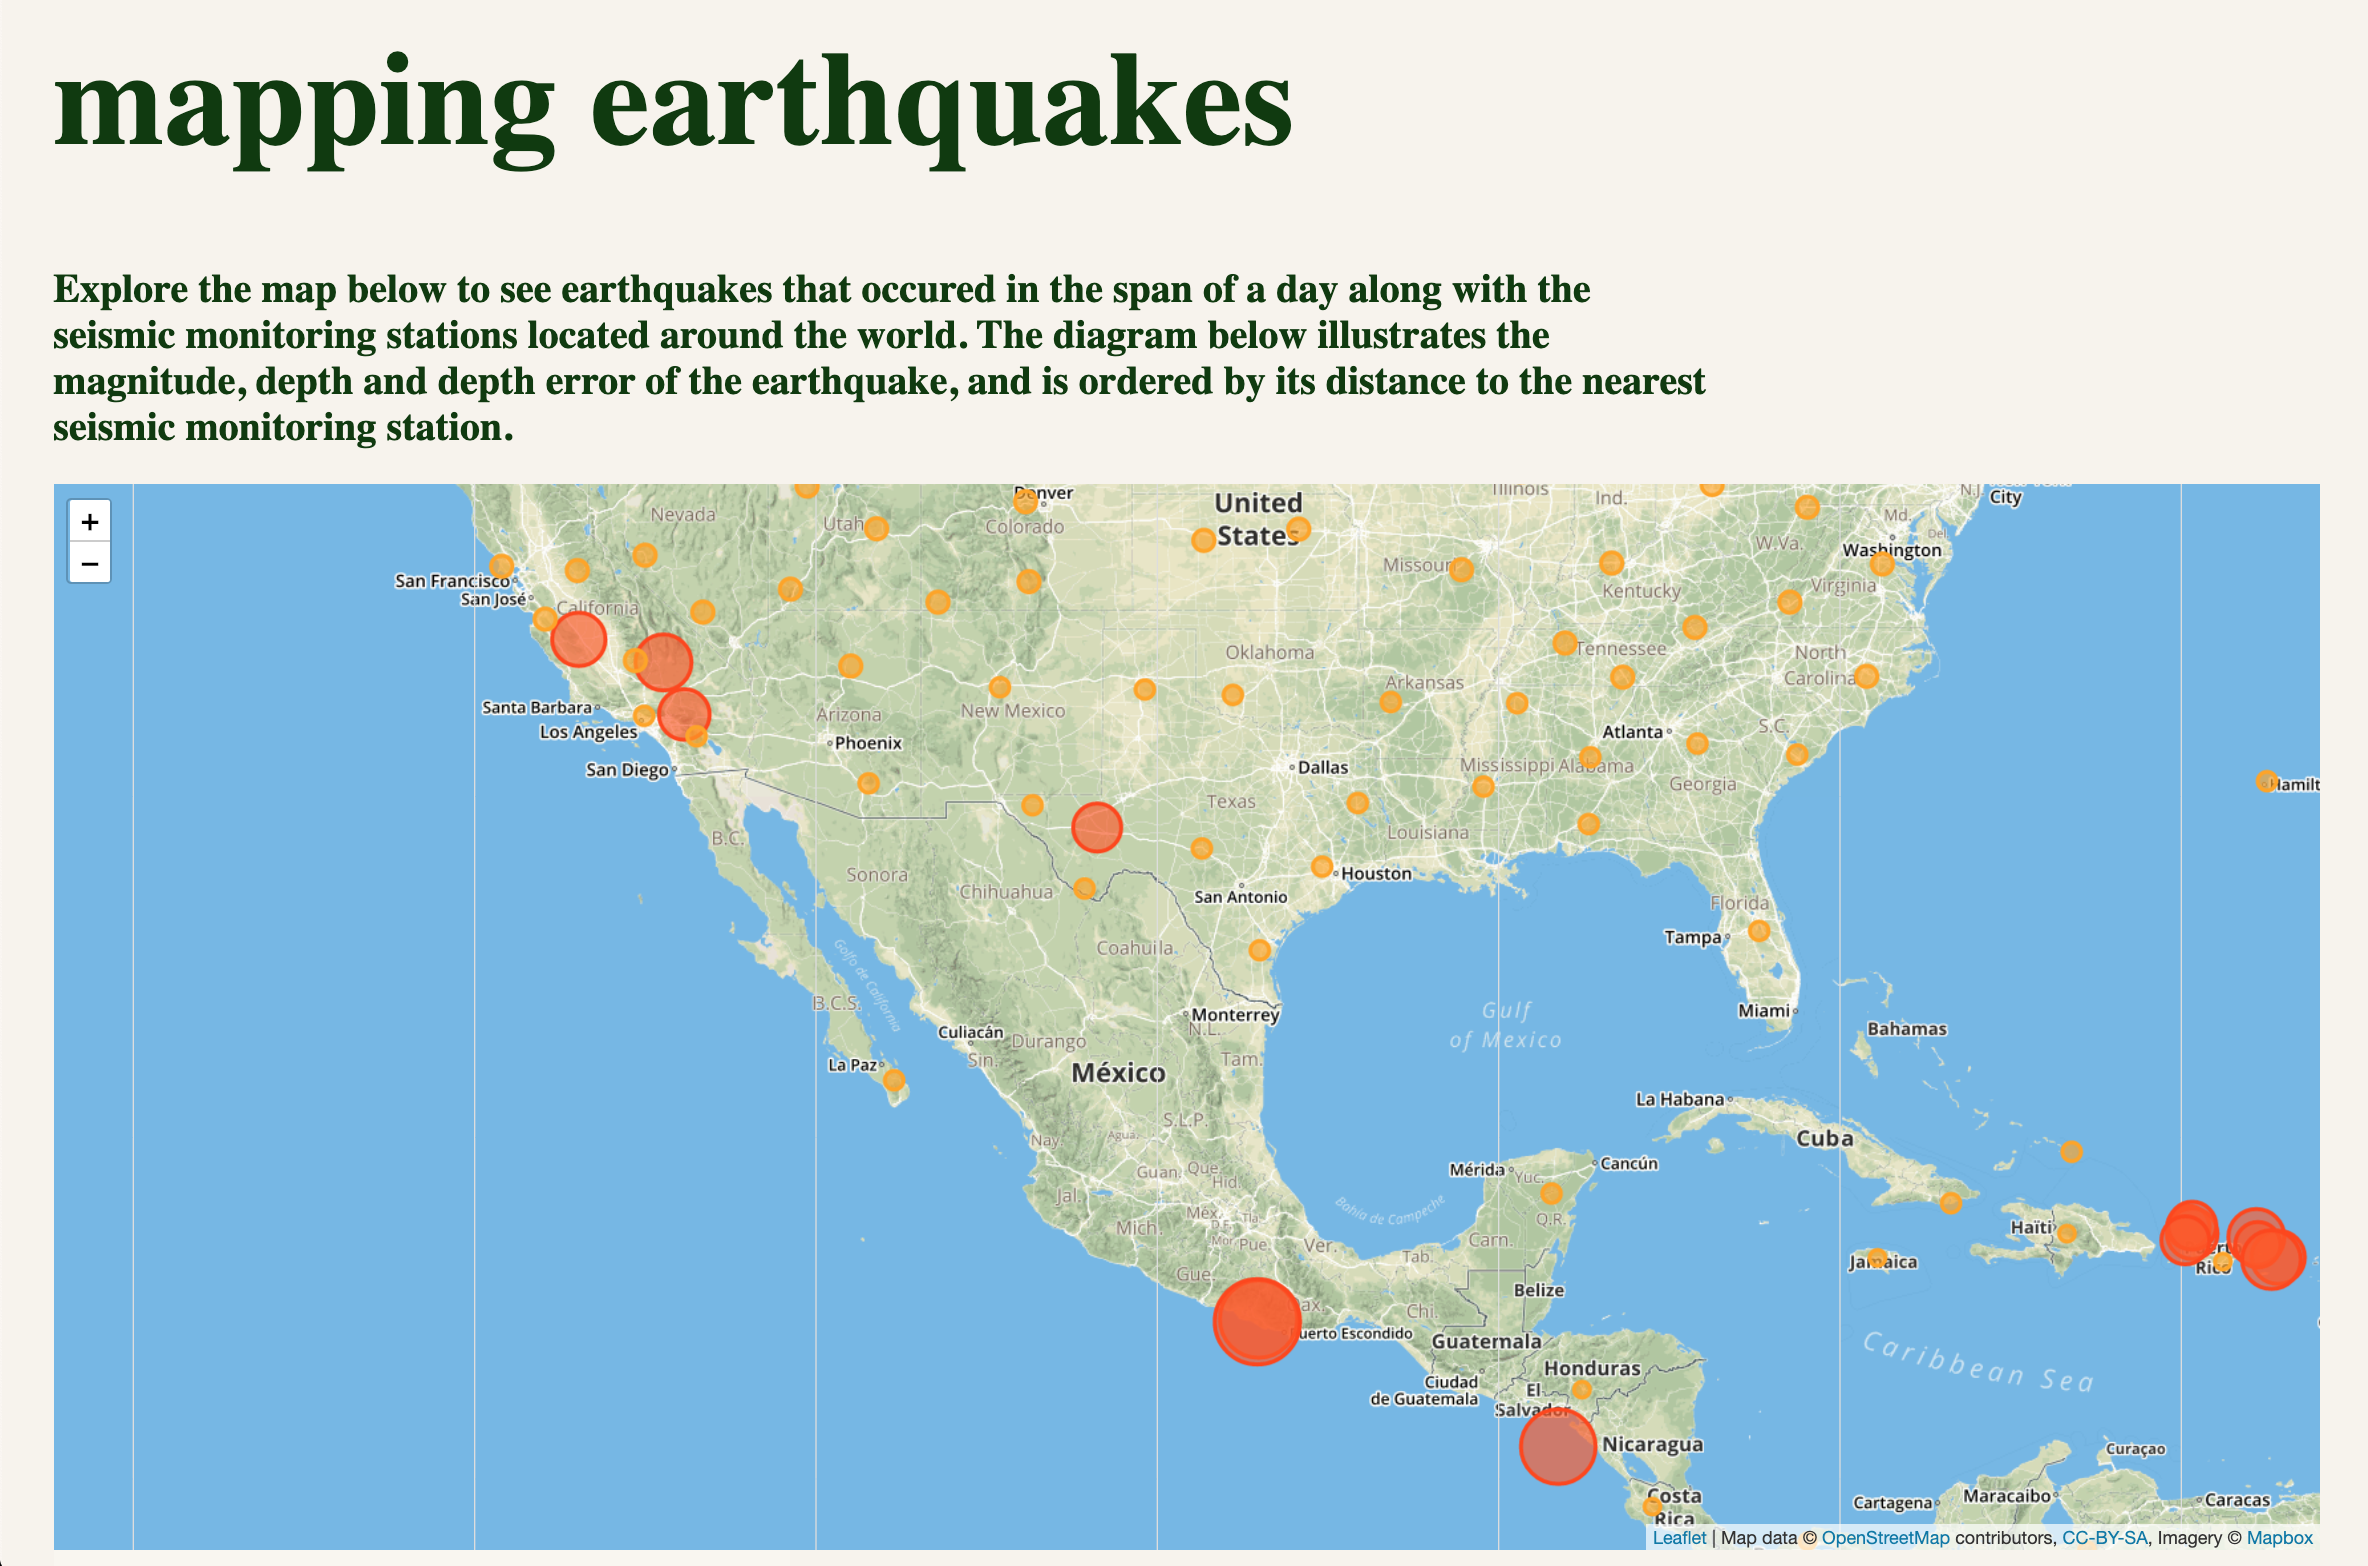 mapping earthquakes
Explore the map below to see earthquakes that occured in the span of a day along with the
seismic monitoring stations located around the world. The diagram below illustrates the
magnitude, depth and depth error of the earthquake, and is ordered by its distance to the nearest
seismic monitoring station.
+
−
Denver
United
States
Illinois
Ind.
N.J.
City
Nevada
Utah
Colorado
Md.
Del.
W.Va.
Washington
Missouri
San Francisco
San José
California
Kentucky
Virginia
Oklahoma
Tennessee
North
Carolina
Arkansas
Santa Barbara
Los Angeles
Arizona
New Mexico
Phoenix
Atlanta
S.C.
San Diego
Dallas
Mississippi
Alabama
Georgia
Hamilt
Texas
Louisiana
B.C.
Sonora
Chihuahua
San Antonio
Houston
Florida
Tampa
Coahuila
Golfo de California
B.C.S.
Monterrey
N.L.
Gulf
of Mexico
Miami
Bahamas
Culiacán
Sin.
Durango
La Paz
México
Tam.
La Habana
Cuba
S.L.P.
Nay.
Agua.
Guan.
Que.
Hid.
Mérida
Yuc.
Cancún
Jal.
Mich.
Méx.
D.F.
Tla.
Mor.
Pue.
Ver.
Bahía de Campeche
Q.R.
Carn.
Tab.
Haïti
Jamaica
Rico
Gue.
Belize
Chi.
Puerto Escondido
Guatemala
Honduras
Caribbean Sea
Ciudad
de Guatemala
El
Salvador
Nicaragua
Curaçao
Costa
Rica
Cartagena
Maracaibo
Caracas
Leaflet | Map data © OpenStreetMap contributors, CC-BY-SA, Imagery © Mapbox